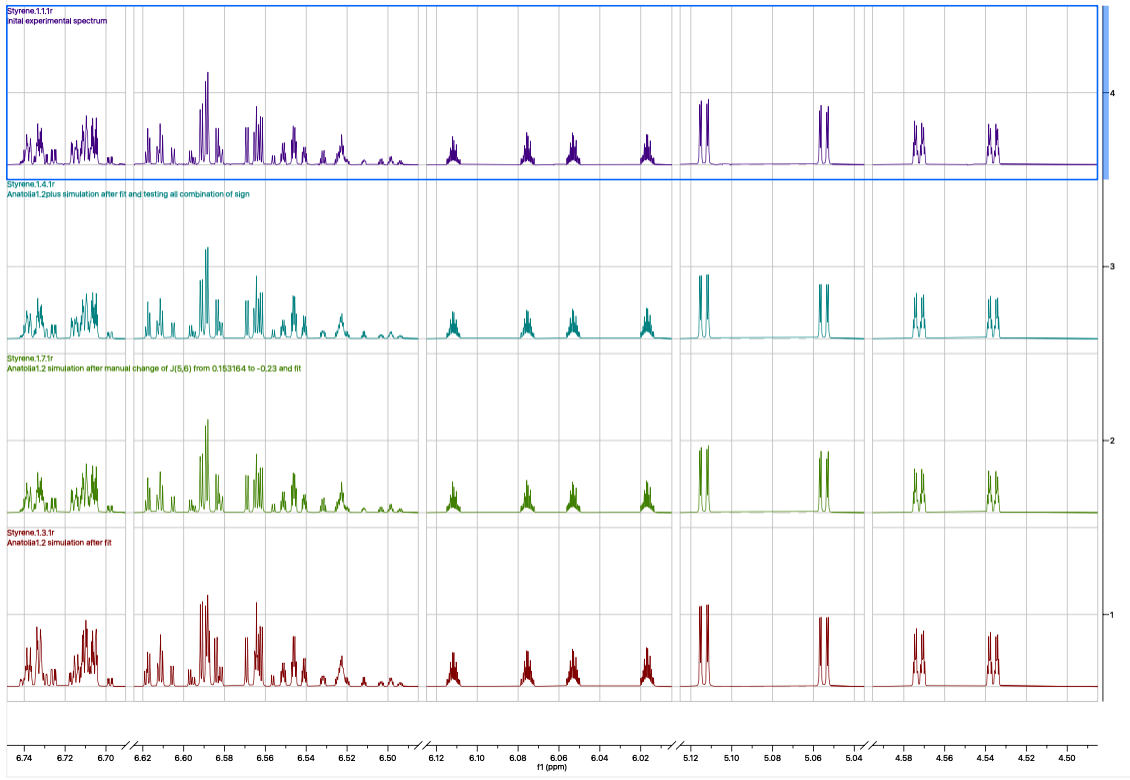 Styrene.1.1.1r
inital experimental spectrum
4
Styrene.1.4.1r
Anatolia1.2plus simulation after fit and testing all combination of sign
3
Styrene.1.7.1r
Anatolia1.2 simulation after manual change of J(5,6) from 0.153164 to -0.23 and fit
2
Styrene.1.3.1r
Anatolia1.2 simulation after fit
1
6.74 6.72 6.70 6.62 6.60 6.58 6.56 6.54 6.52 6.50 6.12 6.10 6.08 6.06 6.04 6.02 5.12 5.10 5.08 5.06 5.04 4.58 4.56 4.54 4.52 4.50
f1 (ppm)